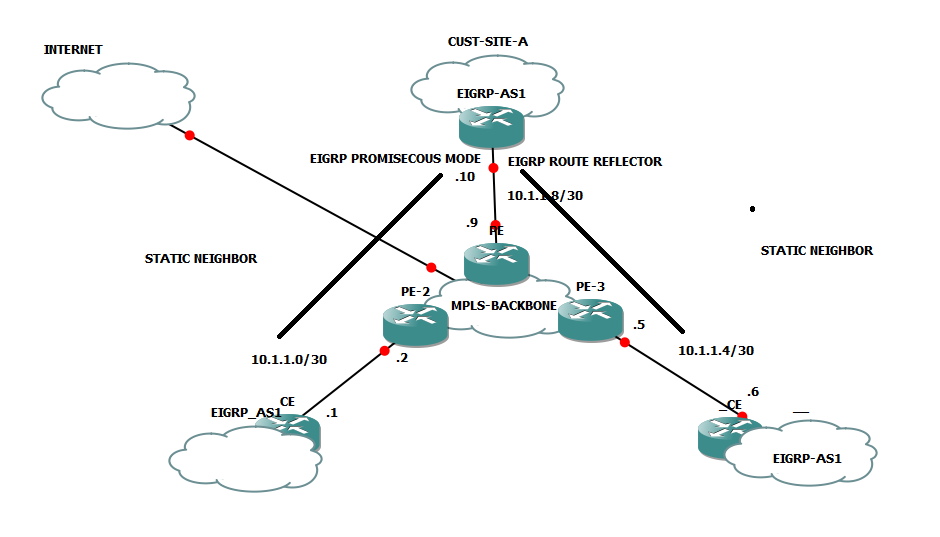 INTERNET
CUST-SITE-A
EIGRP-AS1
EIGRP PROMISECOUS MODE
EIGRP ROUTE REFLECTOR
.10
10.1.1.8/30
.9
PE
STATIC NEIGHBOR
STATIC NEIGHBOR
PE-2
PE-3
MPLS-BACKBONE
.5
.2
10.1.1.0/30
10.1.1.4/30
.6
CE
_CE
__
EIGRP_AS1
.1
EIGRP-AS1